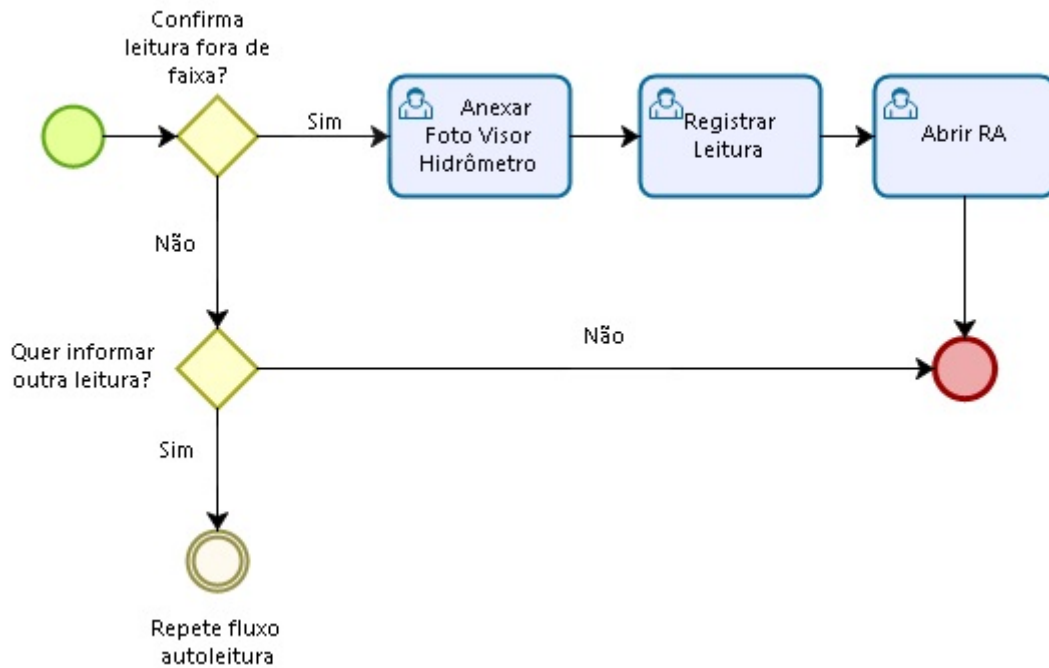 Confirma
leitura fora de
faixa?
Sim
Anexar
Foto Visor
Hidrômetro
Registrar
Leitura
Abrir RA
Não
Não
Quer informar
outra leitura?
Sim
Repete fluxo
autoleitura